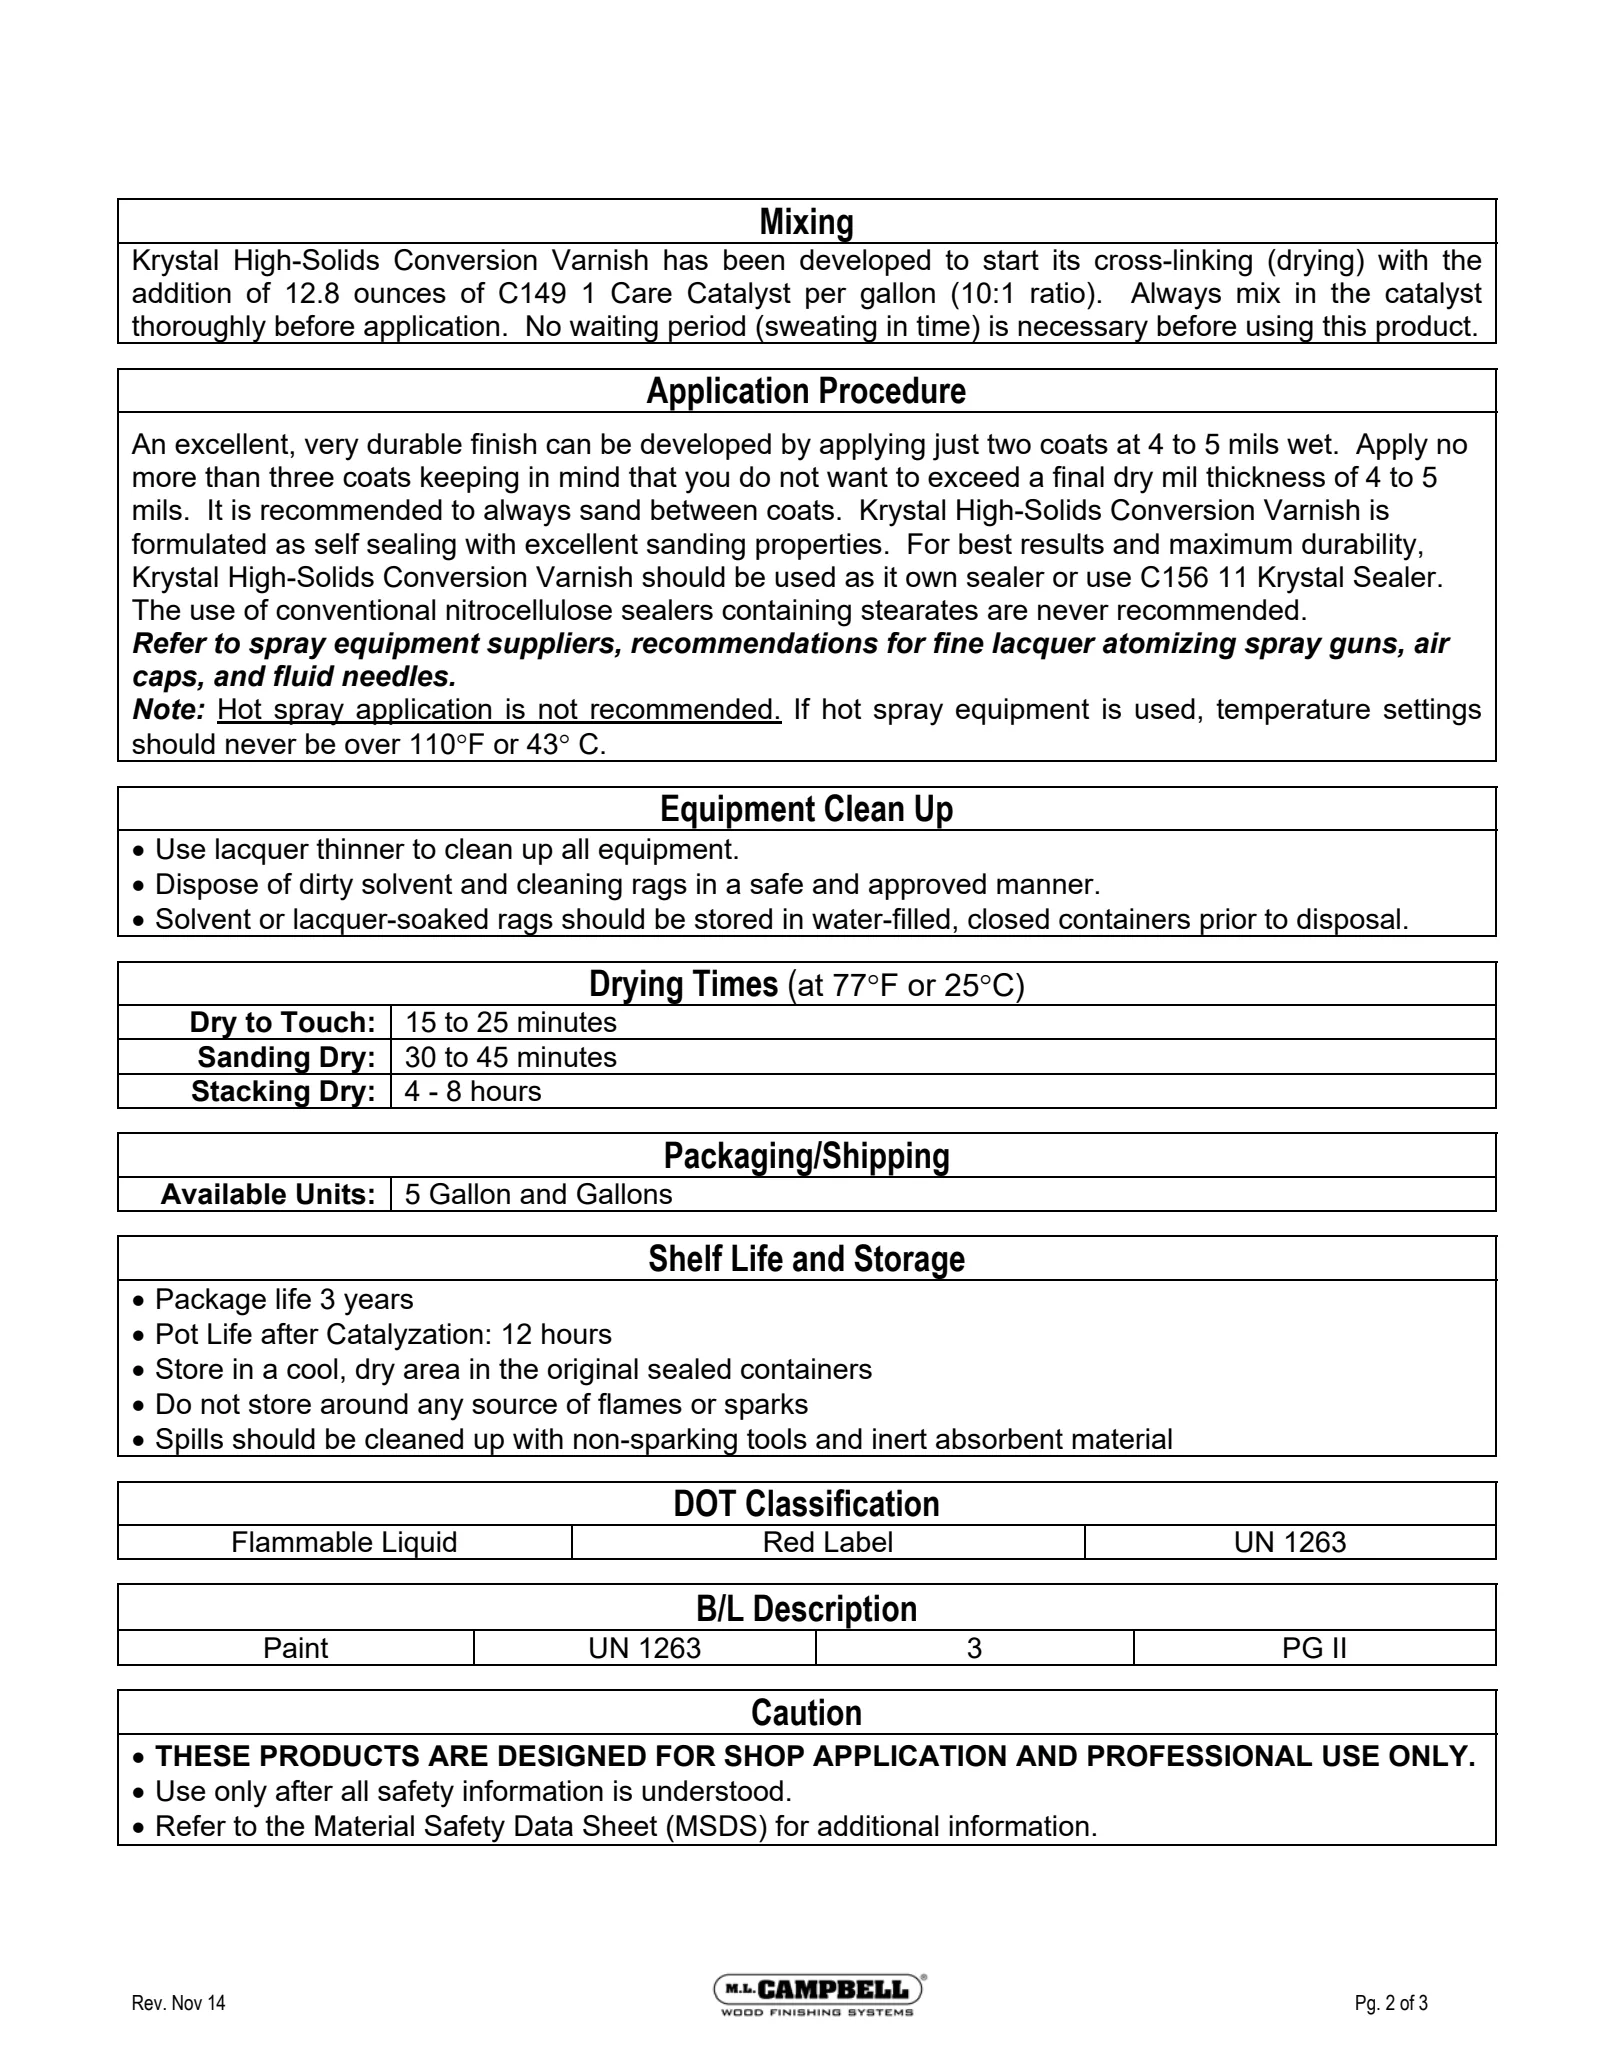 Mixing
Krystal High-Solids Conversion Varnish has been developed to start its cross-linking (drying) with the
addition of 12.8 ounces of C149 1 Care Catalyst per gallon (10:1 ratio). Always mix in the catalyst
thoroughly before application. No waiting period (sweating in time) is necessary before using this product.
Application Procedure
An excellent, very durable finish can be developed by applying just two coats at 4 to 5 mils wet. Apply no
more than three coats keeping in mind that you do not want to exceed a final dry mil thickness of 4 to 5
mils. It is recommended to always sand between coats. Krystal High-Solids Conversion Varnish is
formulated as self sealing with excellent sanding properties. For best results and maximum durability,
Krystal High-Solids Conversion Varnish should be used as it own sealer or use C156 11 Krystal Sealer.
The use of conventional nitrocellulose sealers containing stearates are never recommended.
Refer to spray equipment suppliers, recommendations for fine lacquer atomizing spray guns, air
caps, and fluid needles.
Note: Hot spray application is not recommended. If hot spray equipment is used, temperature settings
should never be over 110°F or 43° C.
Equipment Clean Up
• Use lacquer thinner to clean up all equipment.
• Dispose of dirty solvent and cleaning rags in a safe and approved manner.
• Solvent or lacquer-soaked rags should be stored in water-filled, closed containers prior to disposal.
Drying Times (at 77°F or 25°C)
Dry to Touch: 15 to 25 minutes
Sanding Dry: 30 to 45 minutes
Stacking Dry: 4 - 8 hours
Packaging/Shipping
Available Units: 5 Gallon and Gallons
Shelf Life and Storage
• Package life 3 years
• Pot Life after Catalyzation: 12 hours
• Store in a cool, dry area in the original sealed containers
• Do not store around any source of flames or sparks
• Spills should be cleaned up with non-sparking tools and inert absorbent material
DOT Classification
Flammable Liquid Red Label UN 1263
B/L Description
Paint UN 1263 3 PG II
Caution
• THESE PRODUCTS ARE DESIGNED FOR SHOP APPLICATION AND PROFESSIONAL USE ONLY.
• Use only after all safety information is understood.
• Refer to the Material Safety Data Sheet (MSDS) for additional information.
M.L. CAMPBELL®
WOOD FINISHING SYSTEMS
Rev. Nov 14 Pg. 2 of 3